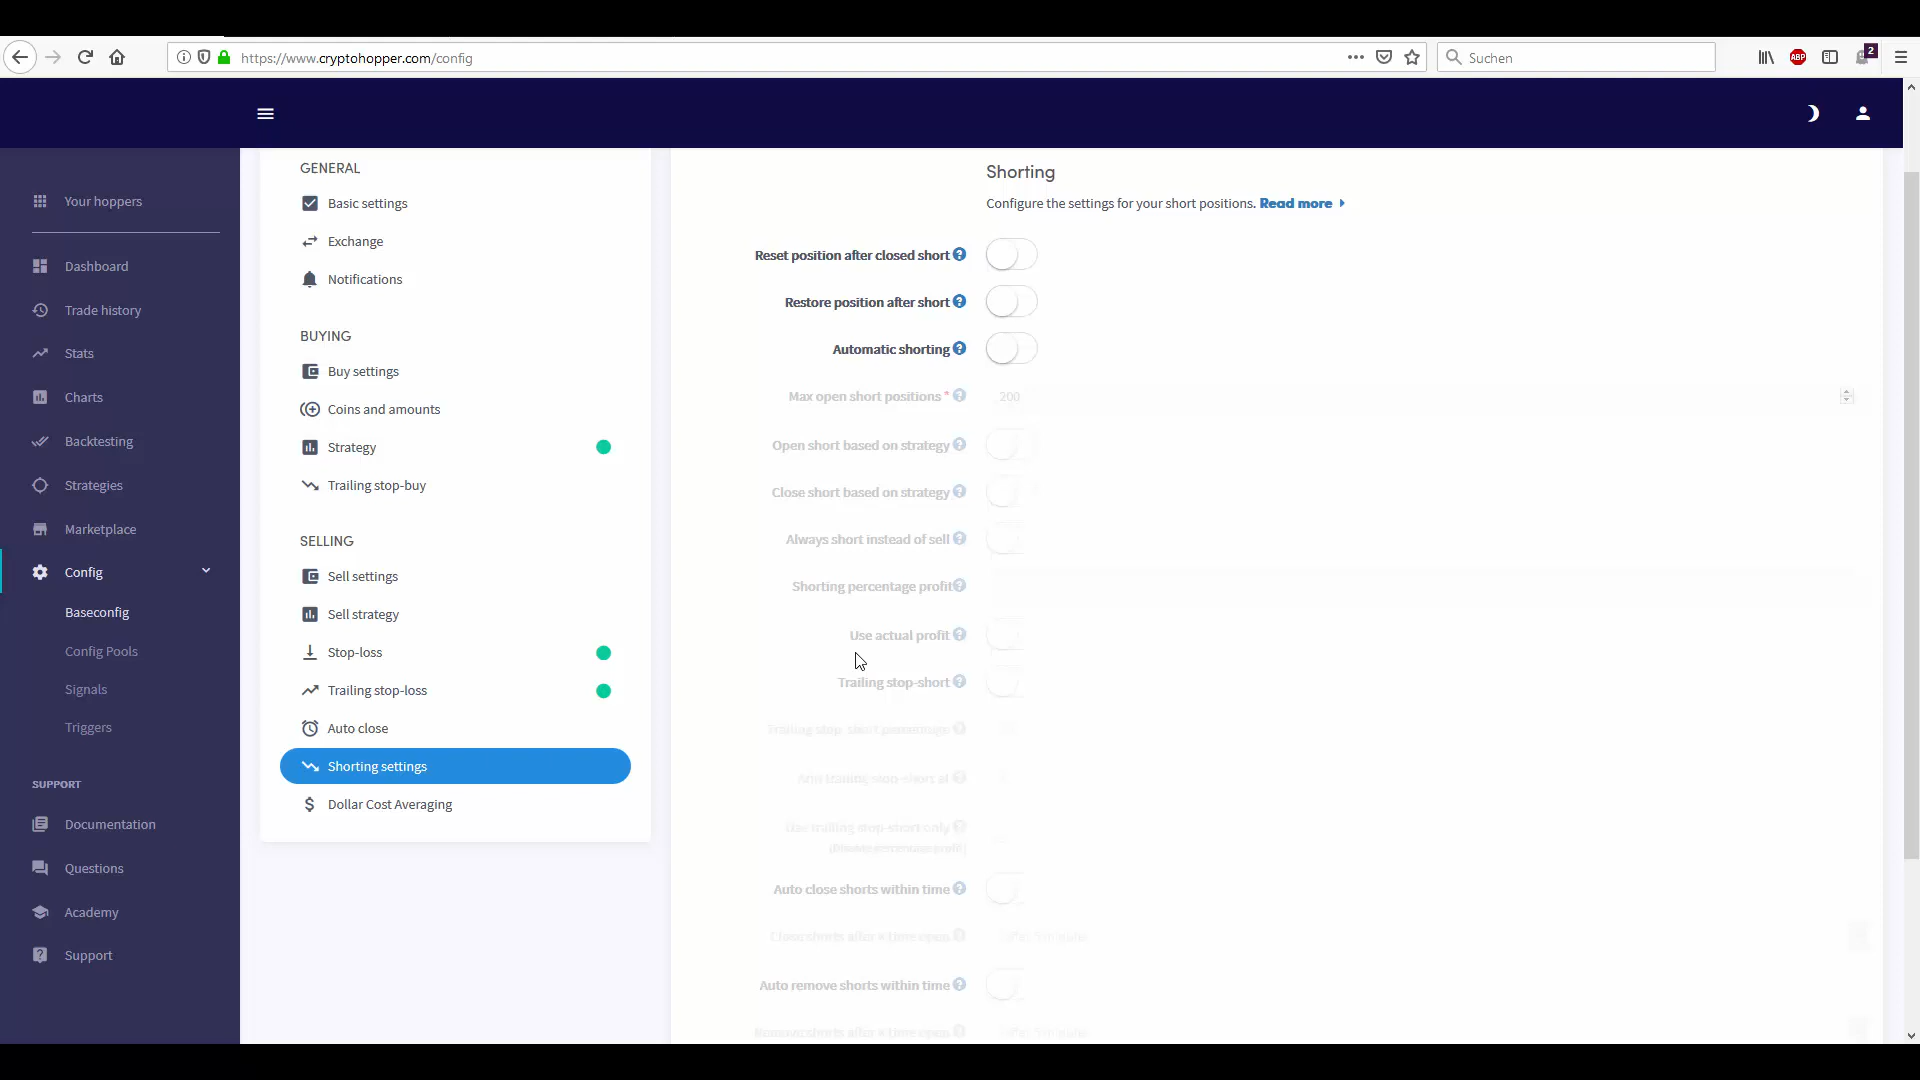 https://www.cryptohopper.com/config
Suchen
ABP
2
Your hoppers
Dashboard
Trade history
Stats
Charts
Backtesting
Strategies
Marketplace
Config
Baseconfig
Config Pools
Signals
Triggers
SUPPORT
Documentation
Questions
Academy
Support
GENERAL
Basic settings
Exchange
Notifications
BUYING
Buy settings
Coins and amounts
Strategy
Trailing stop-buy
SELLING
Sell settings
Sell strategy
Stop-loss
Trailing stop-loss
Auto close
Shorting settings
Dollar Cost Averaging
Shorting
Configure the settings for your short positions. Read more
Reset position after closed short
Restore position after short
Automatic shorting
Max open short positions * 200
Open short based on strategy
Close short based on strategy
Always short instead of sell
Shorting percentage profit
Use actual profit
Trailing stop-short
Trailing stop-short percentage
Arm trailing stop-short at
Use trailing stop-short only
(Disable percentage profit)
Auto close shorts within time
Close shorts after x time open
Auto remove shorts within time
Remove shorts after x time open